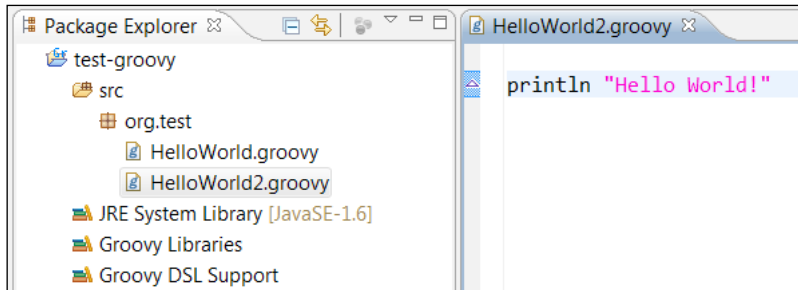 Package Explorer
test-groovy
src
org.test
HelloWorld.groovy
HelloWorld2.groovy
JRE System Library [JavaSE-1.6]
Groovy Libraries
Groovy DSL Support
HelloWorld2.groovy
println "Hello World!"